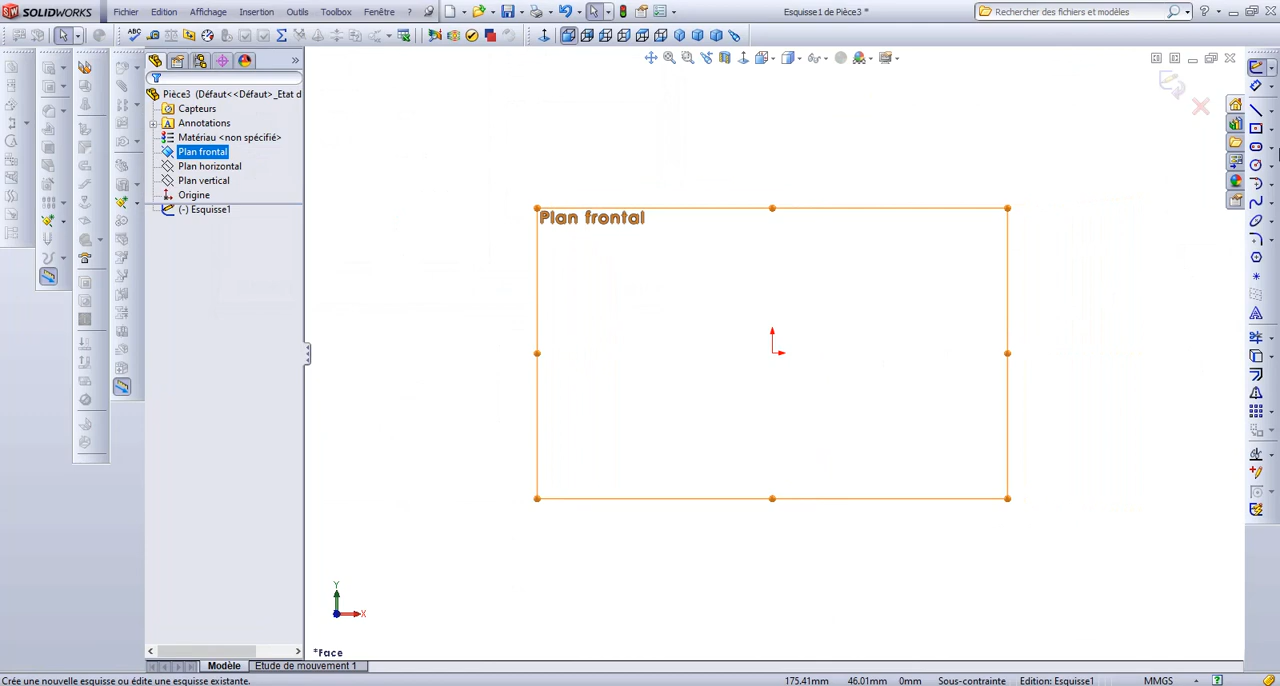 SOLIDWORKS Fichier Edition Affichage Insertion Outils Toolbox Fenêtre ? Esquisse1 de Pièce3 * Rechercher des fichiers et modèles
Pièce3 (Défaut<<Défaut>_Etat d
Capteurs
Annotations
Matériau <non spécifié>
Plan frontal
Plan horizontal
Plan vertical
Origine
(-) Esquisse1
Plan frontal
Y
X
*Face
Modèle Etude de mouvement 1
Crée une nouvelle esquisse ou édite une esquisse existante. 175.41mm 46.01mm 0mm Sous-contrainte Edition: Esquisse1 MMGS